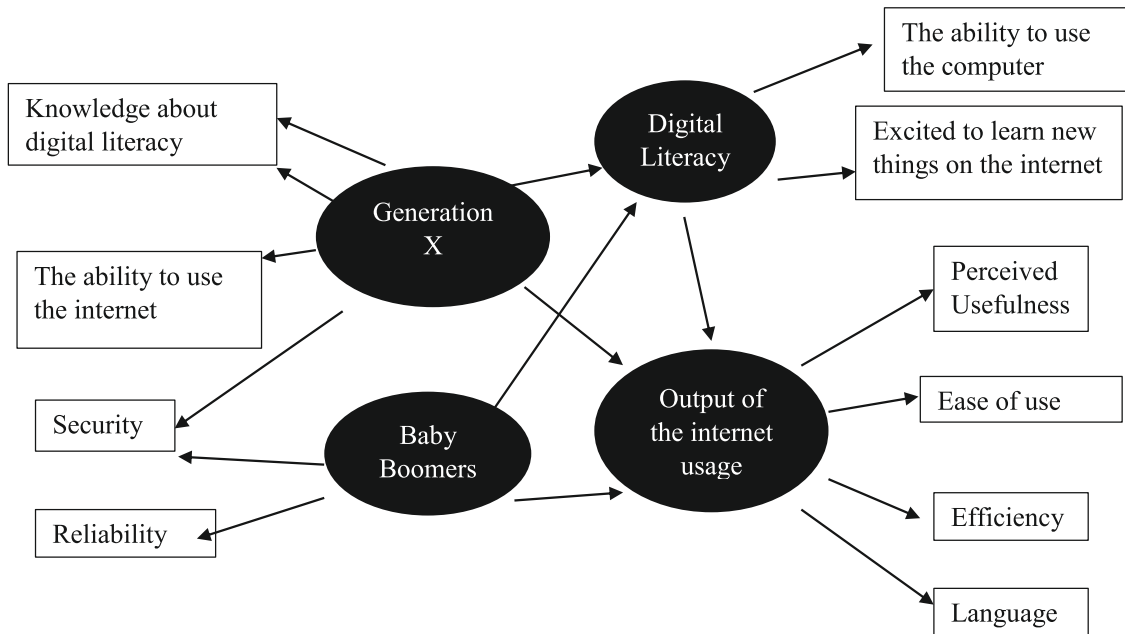 The ability to use
the computer
Knowledge about
digital literacy
Digital
Literacy
Excited to learn new
things on the internet
Generation
X
The ability to use
the internet
Perceived
Usefulness
Security
Baby
Boomers
Output of
the internet
usage
Ease of use
Reliability
Efficiency
Language